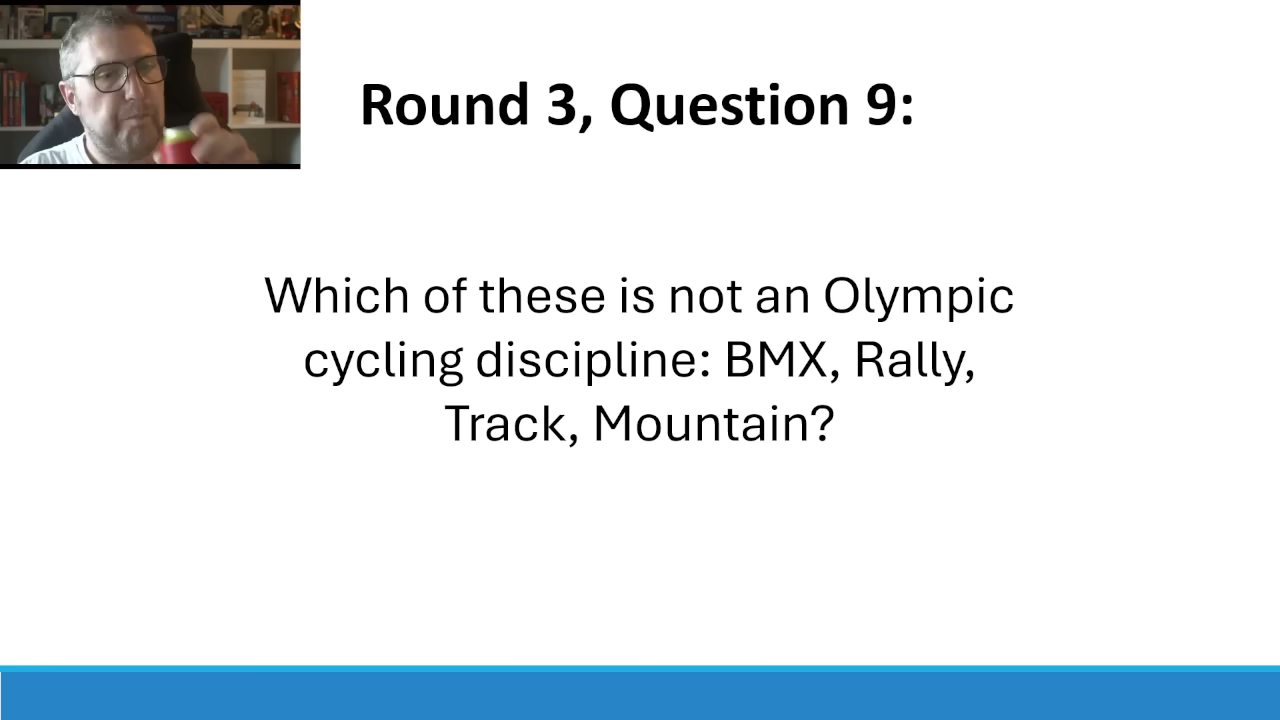 Round 3, Question 9:
Which of these is not an Olympic
cycling discipline: BMX, Rally,
Track, Mountain?